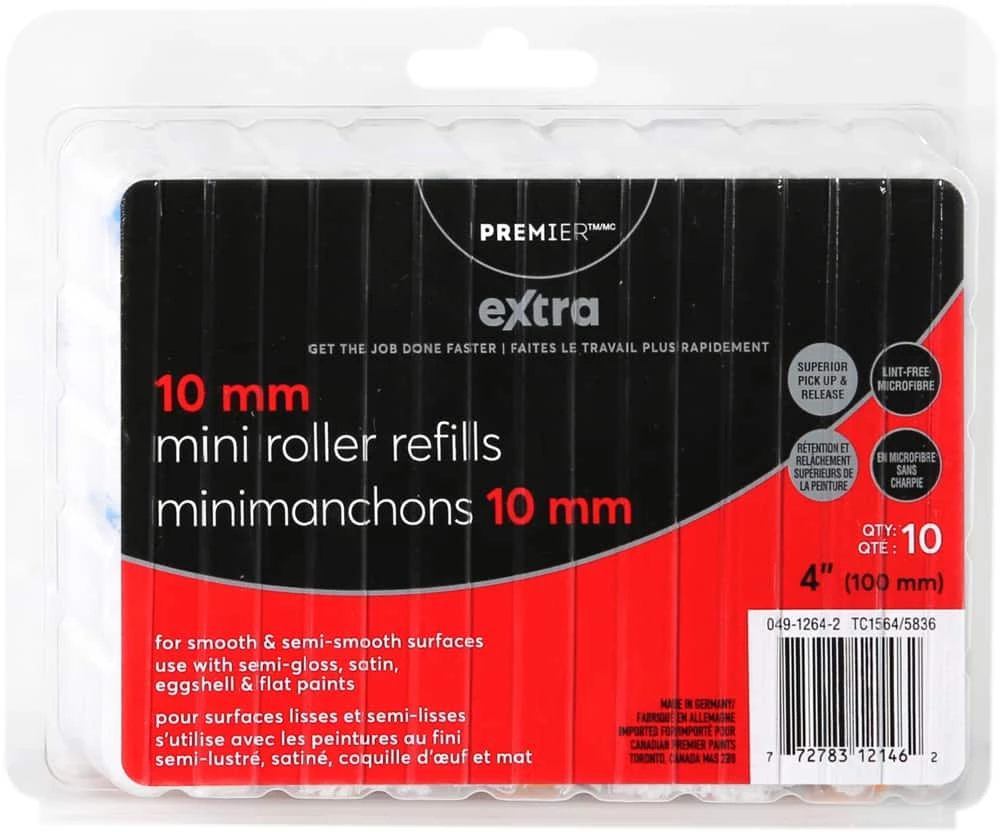 PREMIER™/MC
extra
GET THE JOB DONE FASTER | FAITES LE TRAVAIL PLUS RAPIDEMENT
10 mm
mini roller refills
minimanchons 10 mm
SUPERIOR
PICK UP &
RELEASE
LINT-FREE
MICROFIBRE
RÉTENTION ET
RELÂCHEMENT
SUPÉRIEURS DE
LA PEINTURE
EN MICROFIBRE
SANS
CHARPIE
QTY: 10
QTÉ :
4" (100 mm)
for smooth & semi-smooth surfaces
use with semi-gloss, satin,
eggshell & flat paints
pour surfaces lisses et semi-lisses
s'utilise avec les peintures au fini
semi-lustré, satiné, coquille d'œuf et mat
MADE IN GERMANY/
FABRIQUÉ EN ALLEMAGNE
IMPORTED FOR/IMPORTÉ POUR
CANADIAN PREMIER PAINTS
TORONTO, CANADA
049-1264-2 TC1564/5836
7 72783 12146 2